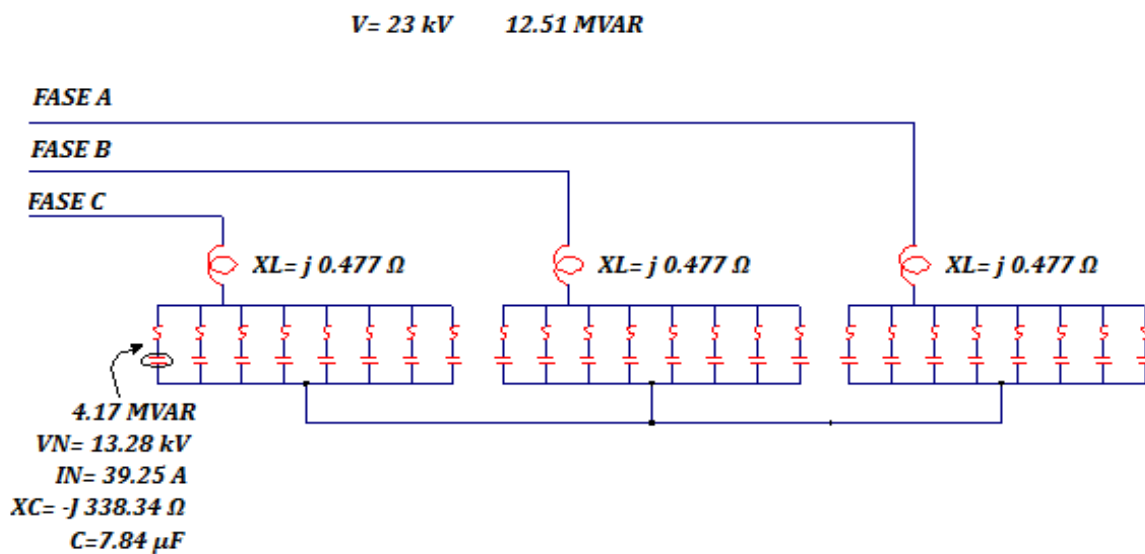 V= 23 kV 12.51 MVAR
FASE A
FASE B
FASE C
XL= j 0.477 Ω XL= j 0.477 Ω XL= j 0.477 Ω
4.17 MVAR
VN= 13.28 kV
IN= 39.25 A
XC= -J 338.34 Ω
C=7.84 μF